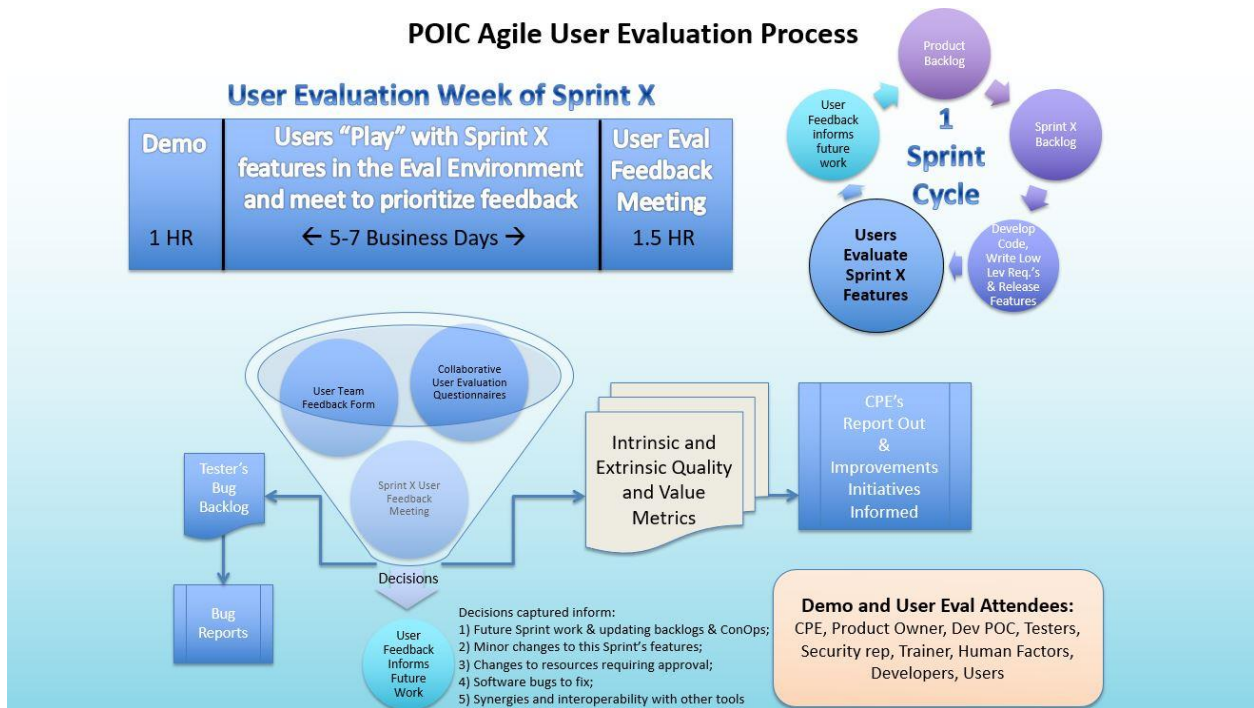 POIC Agile User Evaluation Process
User Evaluation Week of Sprint X
Demo
1 HR
Users “Play” with Sprint X
features in the Eval Environment
and meet to prioritize feedback
← 5-7 Business Days →
User Eval
Feedback
Meeting
1.5 HR
Product
Backlog
Sprint X
Backlog
Develop
Code,
Write Low
Lev Req.'s
& Release
Features
Users
Evaluate
Sprint X
Features
User
Feedback
informs
future
work
1
Sprint
Cycle
User Team
Feedback Form
Collaborative
User Evaluation
Questionnaires
Sprint X User
Feedback
Meeting
Tester's
Bug
Backlog
Bug
Reports
Decisions
User
Feedback
Informs
Future
Work
Intrinsic and
Extrinsic Quality
and Value
Metrics
CPE's
Report Out
&
Improvements
Initiatives
Informed
Decisions captured inform:
1) Future Sprint work & updating backlogs & ConOps;
2) Minor changes to this Sprint's features;
3) Changes to resources requiring approval;
4) Software bugs to fix;
5) Synergies and interoperability with other tools
Demo and User Eval Attendees:
CPE, Product Owner, Dev POC, Testers,
Security rep, Trainer, Human Factors,
Developers, Users